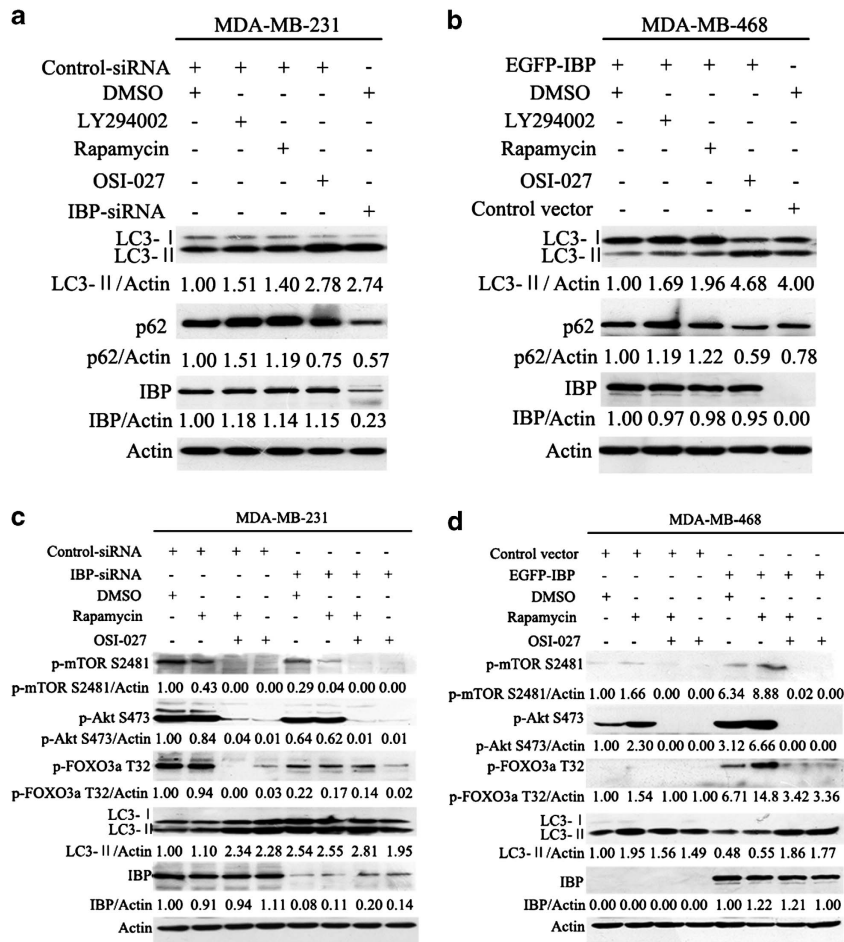 a
MDA-MB-231
Control-siRNA + + + + -
DMSO + - - - +
LY294002 - + - - -
Rapamycin - - + - -
OSI-027 - - - + -
IBP-siRNA - - - - +
LC3- I
LC3- II
LC3- II/Actin 1.00 1.51 1.40 2.78 2.74
p62
p62/Actin 1.00 1.51 1.19 0.75 0.57
IBP
IBP/Actin 1.00 1.18 1.14 1.15 0.23
Actin
b
MDA-MB-468
EGFP-IBP + + + + -
DMSO + - - - +
LY294002 - + - - -
Rapamycin - - + - -
OSI-027 - - - + -
Control vector - - - - +
LC3- I
LC3- II
LC3- II/Actin 1.00 1.69 1.96 4.68 4.00
p62
p62/Actin 1.00 1.19 1.22 0.59 0.78
IBP
IBP/Actin 1.00 0.97 0.98 0.95 0.00
Actin
c
MDA-MB-231
Control-siRNA + + + + - - - -
IBP-siRNA - - - - + + + +
DMSO + - - - + - - -
Rapamycin - + + - - + + -
OSI-027 - - + + - - + +
p-mTOR S2481
p-mTOR S2481/Actin 1.00 0.43 0.00 0.00 0.29 0.04 0.00 0.00
p-Akt S473
p-Akt S473/Actin 1.00 0.84 0.04 0.01 0.64 0.62 0.01 0.01
p-FOXO3a T32
p-FOXO3a T32/Actin 1.00 0.94 0.00 0.03 0.22 0.17 0.14 0.02
LC3- I
LC3- II
LC3- II/Actin 1.00 1.10 2.34 2.28 2.54 2.55 2.81 1.95
IBP
IBP/Actin 1.00 0.91 0.94 1.11 0.08 0.11 0.20 0.14
Actin
d
MDA-MB-468
Control vector + + + + - - - -
EGFP-IBP - - - - + + + +
DMSO + - - - + - - -
Rapamycin - + + - - + + -
OSI-027 - - + + - - + +
p-mTOR S2481
p-mTOR S2481/Actin 1.00 1.66 0.00 0.00 6.34 8.88 0.02 0.00
p-Akt S473
p-Akt S473/Actin 1.00 2.30 0.00 0.00 3.12 6.66 0.00 0.00
p-FOXO3a T32
p-FOXO3a T32/Actin 1.00 1.54 1.00 1.00 6.71 14.8 3.42 3.36
LC3- I
LC3- II
LC3- II/Actin 1.00 1.95 1.56 1.49 0.48 0.55 1.86 1.77
IBP
IBP/Actin 0.00 0.00 0.00 0.00 1.00 1.22 1.21 1.00
Actin